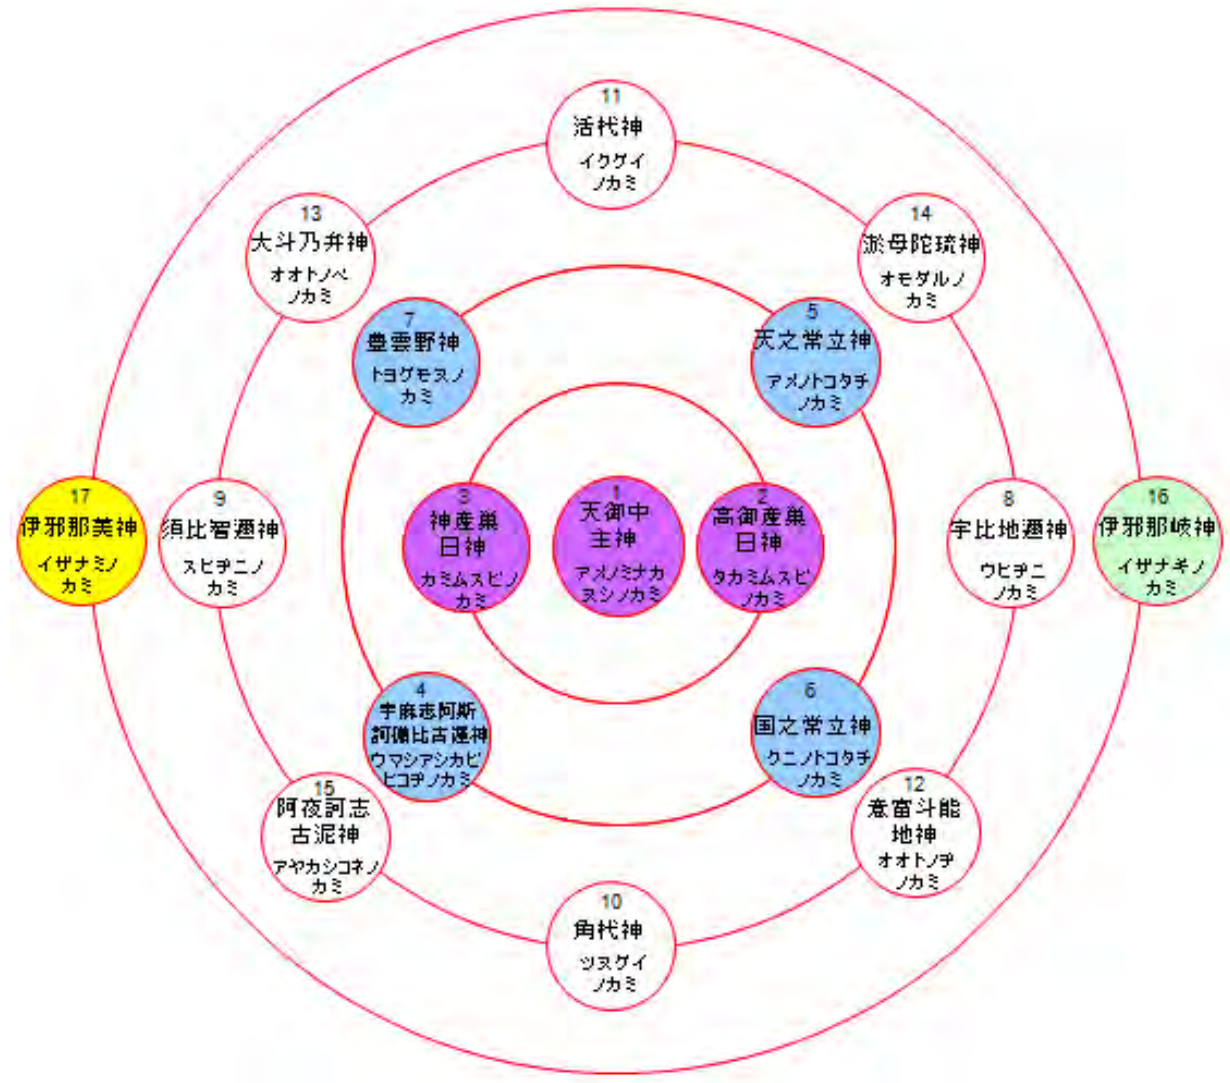 11
活杙神
イクグイ
ノカミ
13
大斗乃弁神
オオトノベ
ノカミ
14
淤母陀琉神
オモダルノ
カミ
7
豊雲野神
トヨグモヌノ
カミ
5
天之常立神
アメノトコタチ
ノカミ
17
伊邪那美神
イザナミノ
カミ
9
須比智邇神
スヒヂニノ
カミ
3
神産巣
日神
カミムスビノ
カミ
1
天御中
主神
アメノミナカ
ヌシノカミ
2
高御産巣
日神
タカミムスビ
ノカミ
8
宇比地邇神
ウヒヂニ
ノカミ
16
伊邪那岐神
イザナギノ
カミ
4
宇麻志阿斯
訶備比古遅神
ウマシアシカビ
ヒコヂノカミ
6
国之常立神
クニノトコタチ
ノカミ
15
阿夜訶志
古泥神
アヤカシコネノ
カミ
12
意富斗能
地神
オオトノヂ
ノカミ
10
角杙神
ツヌグイ
ノカミ